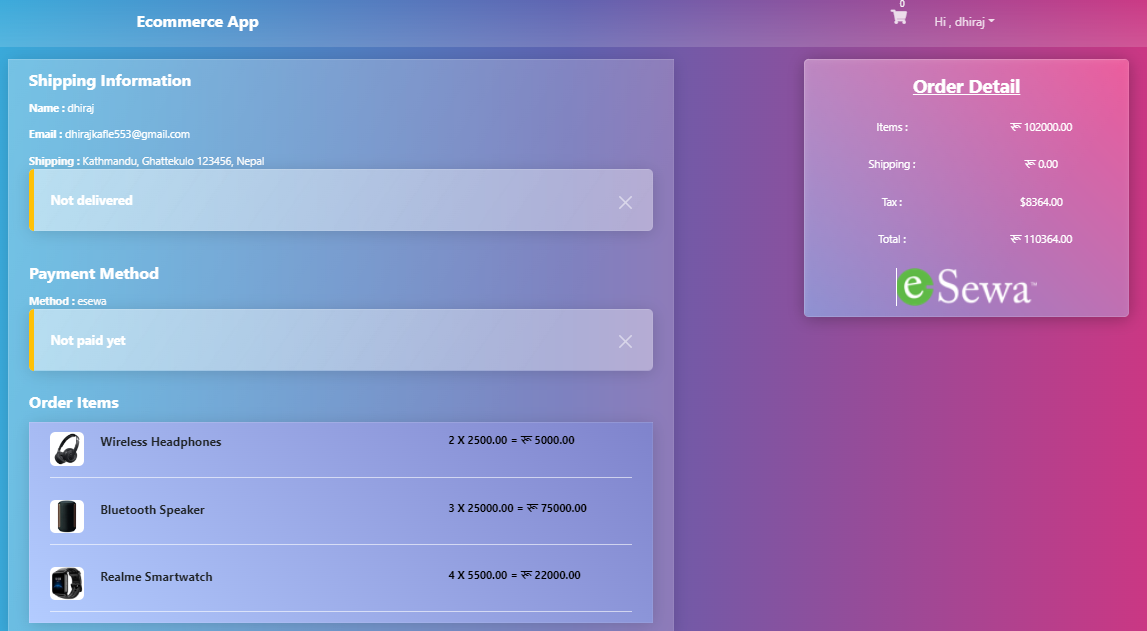 Ecommerce App
0
Hi , dhiraj
Shipping Information
Name : dhiraj
Email : dhirajkafle553@gmail.com
Shipping : Kathmandu, Ghattekulo 123456, Nepal
Not delivered
Payment Method
Method : esewa
Not paid yet
Order Items
Wireless Headphones 2 X 2500.00 = रू 5000.00
Bluetooth Speaker 3 X 25000.00 = रू 75000.00
Realme Smartwatch 4 X 5500.00 = रू 22000.00
Order Detail
Items : रू 102000.00
Shipping : रू 0.00
Tax : $8364.00
Total : रू 110364.00
eSewa™